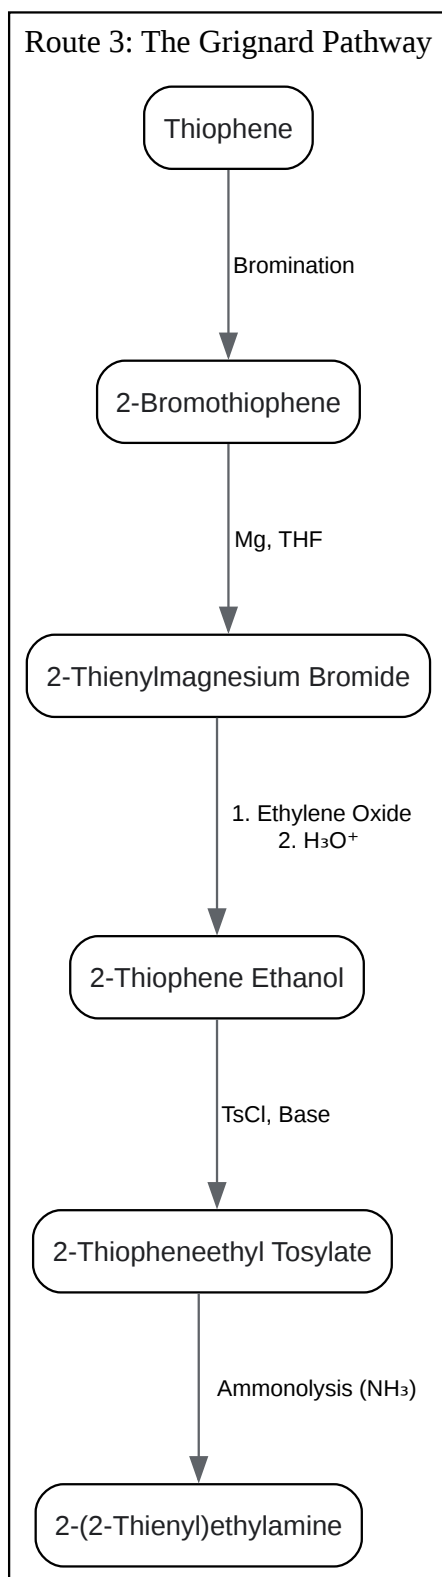 Route 3: The Grignard Pathway
Thiophene
Bromination
2-Bromothiophene
Mg, THF
2-Thienylmagnesium Bromide
1. Ethylene Oxide
2. H₃O⁺
2-Thiophene Ethanol
TsCl, Base
2-Thiopheneethyl Tosylate
Ammonolysis (NH₃)
2-(2-Thienyl)ethylamine